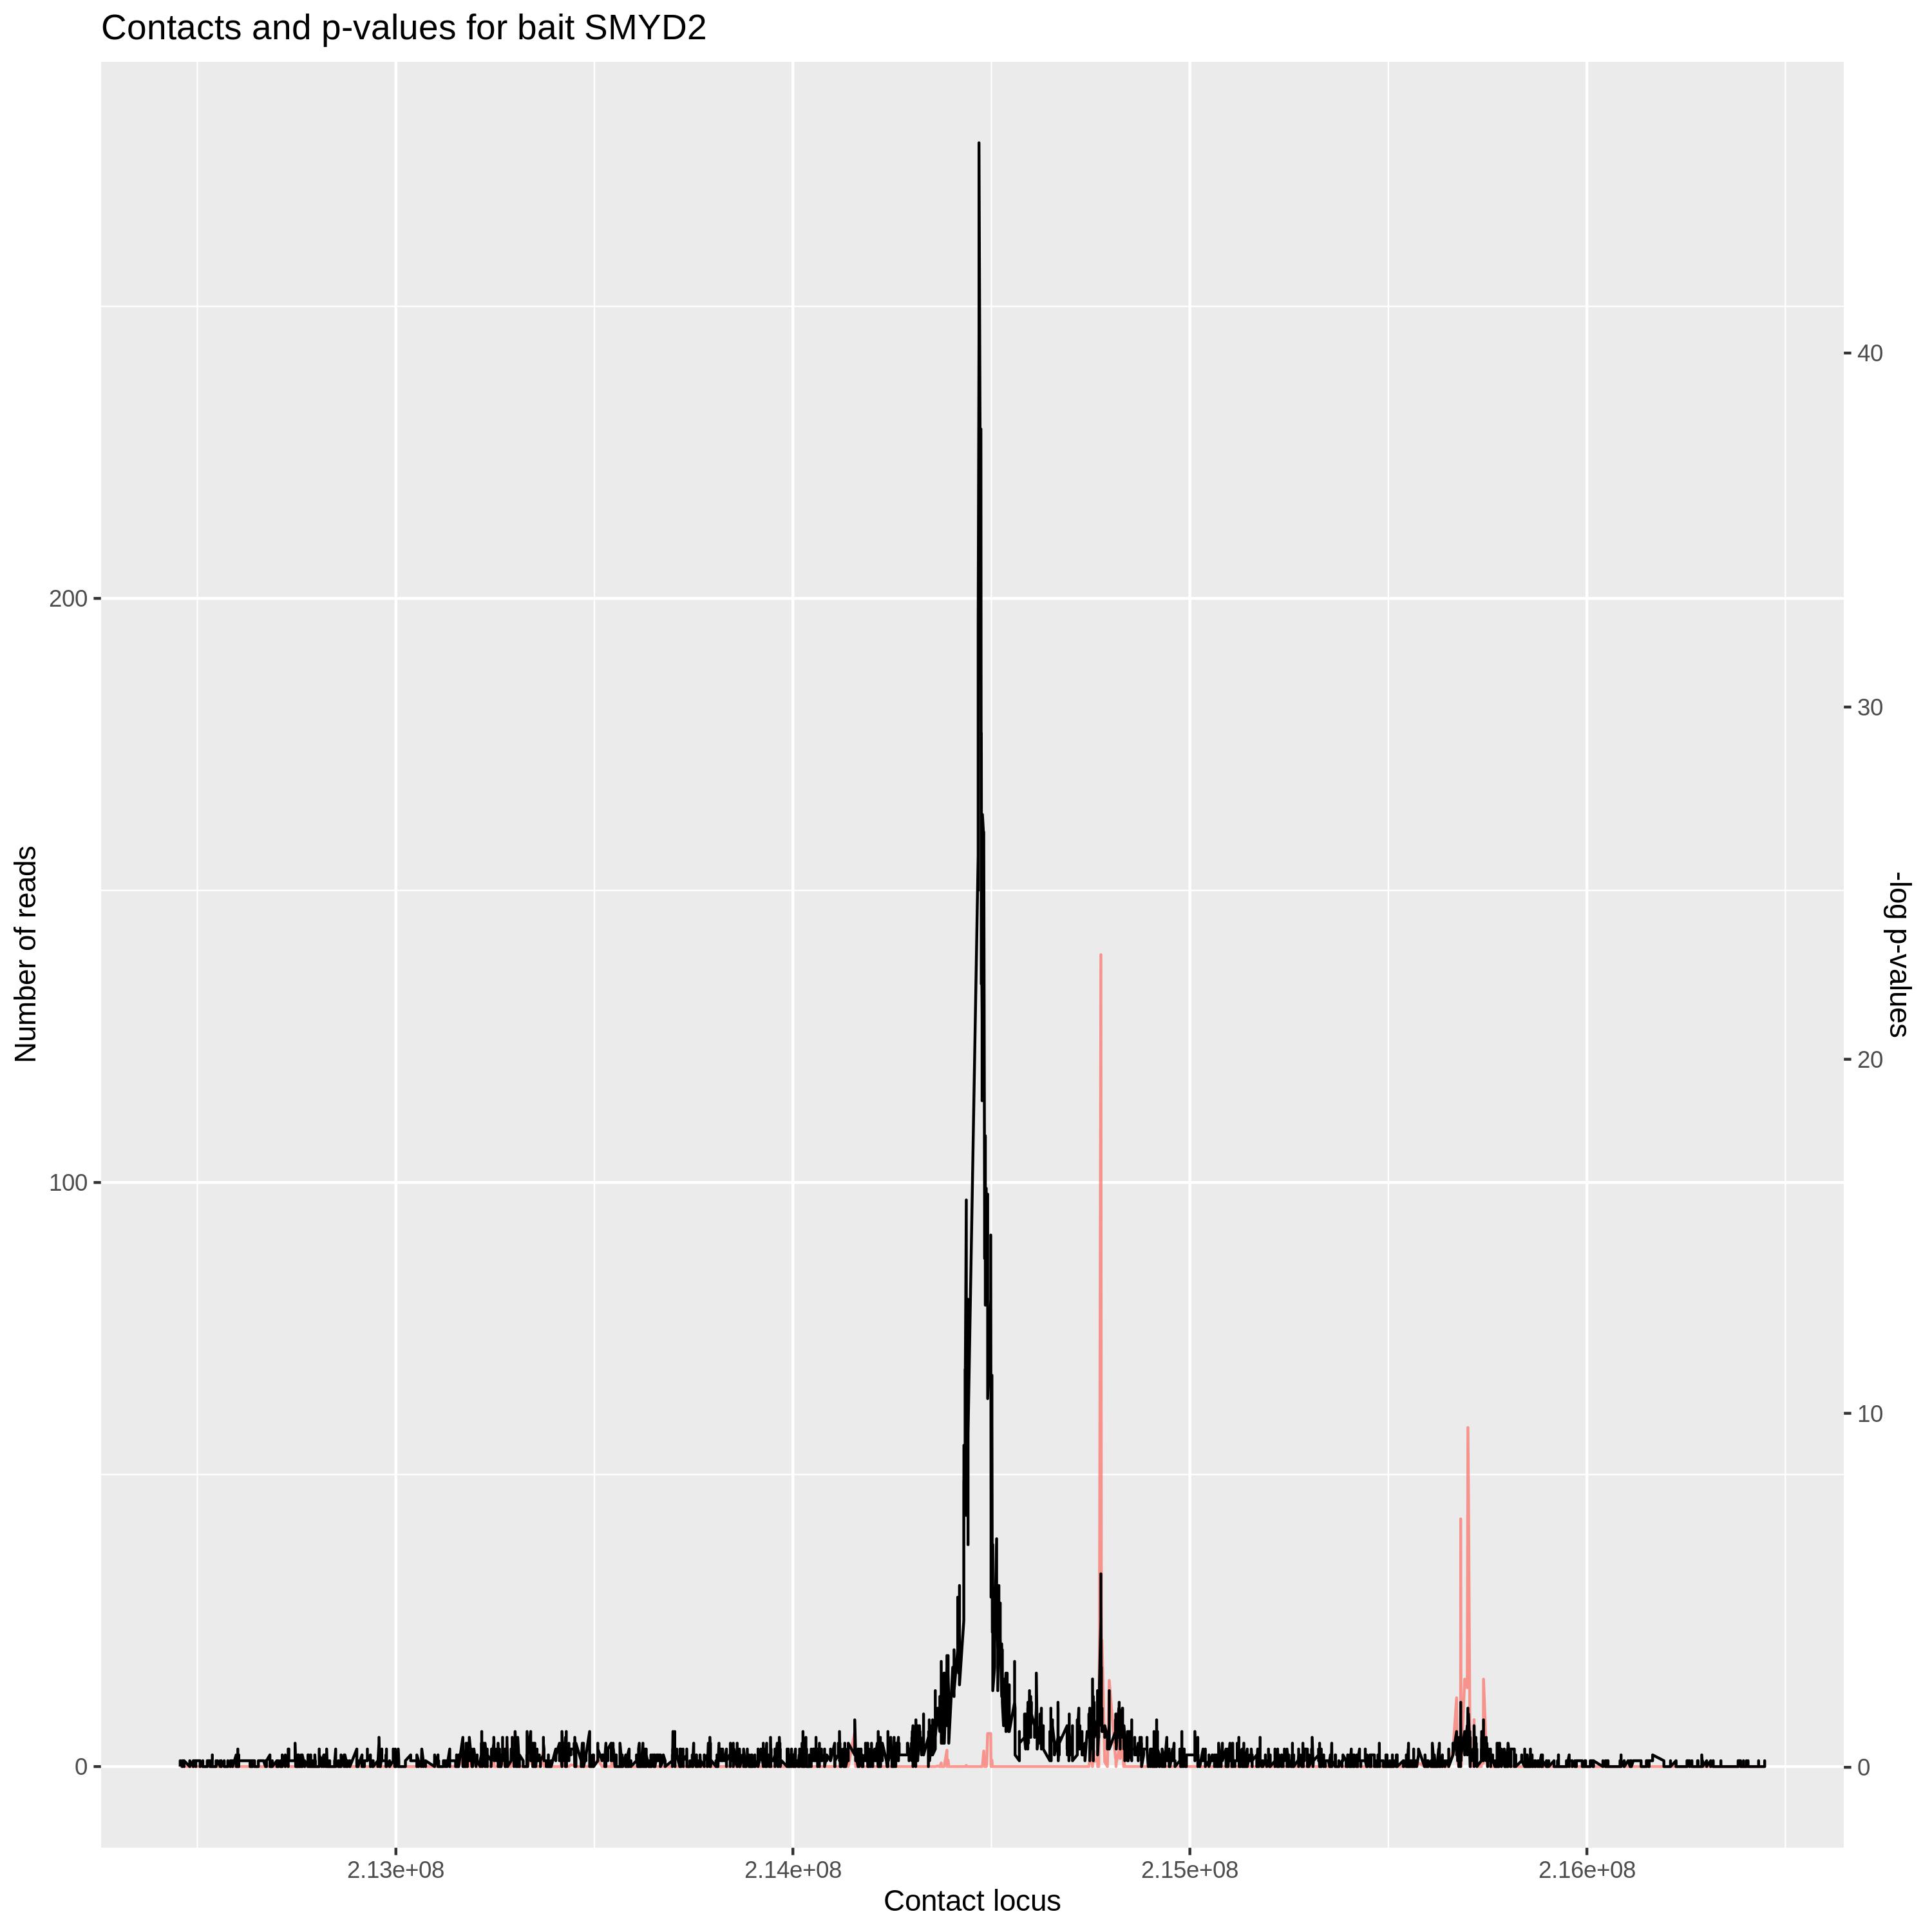 Contacts and p-values for bait SMYD2
Number of reads
200
100
0
40
30
20
10
0
-log p-values
2.13e+08
2.14e+08
2.15e+08
2.16e+08
Contact locus